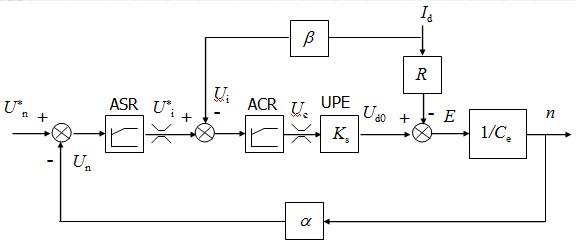 I_d
β
R
ASR
U_i
ACR
UPE
U*_n + U*_i + - U_c U_d0 + - E n
K_s
1/C_e
- U_n
α